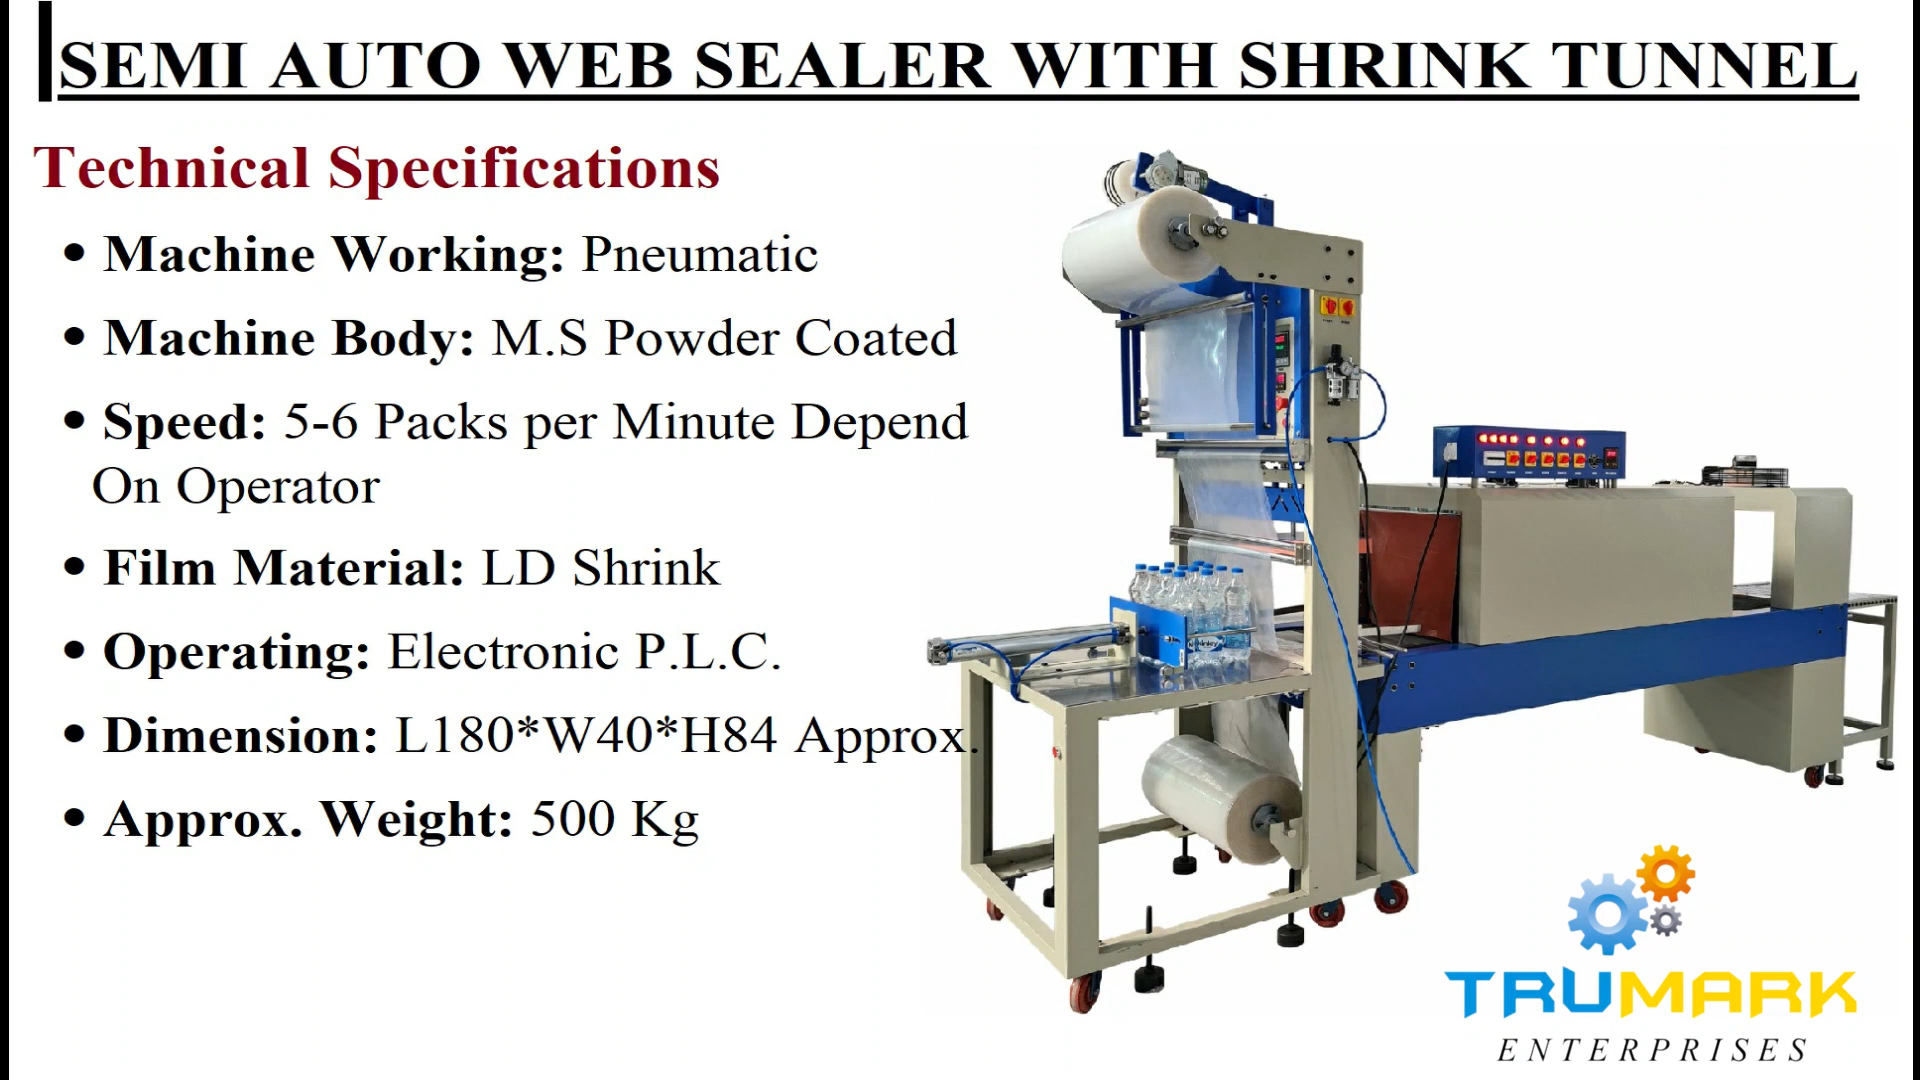 SEMI AUTO WEB SEALER WITH SHRINK TUNNEL
Technical Specifications
• Machine Working: Pneumatic
• Machine Body: M.S Powder Coated
• Speed: 5-6 Packs per Minute Depend
On Operator
• Film Material: LD Shrink
• Operating: Electronic P.L.C.
• Dimension: L180*W40*H84 Approx.
• Approx. Weight: 500 Kg
TRUMARK
ENTERPRISES